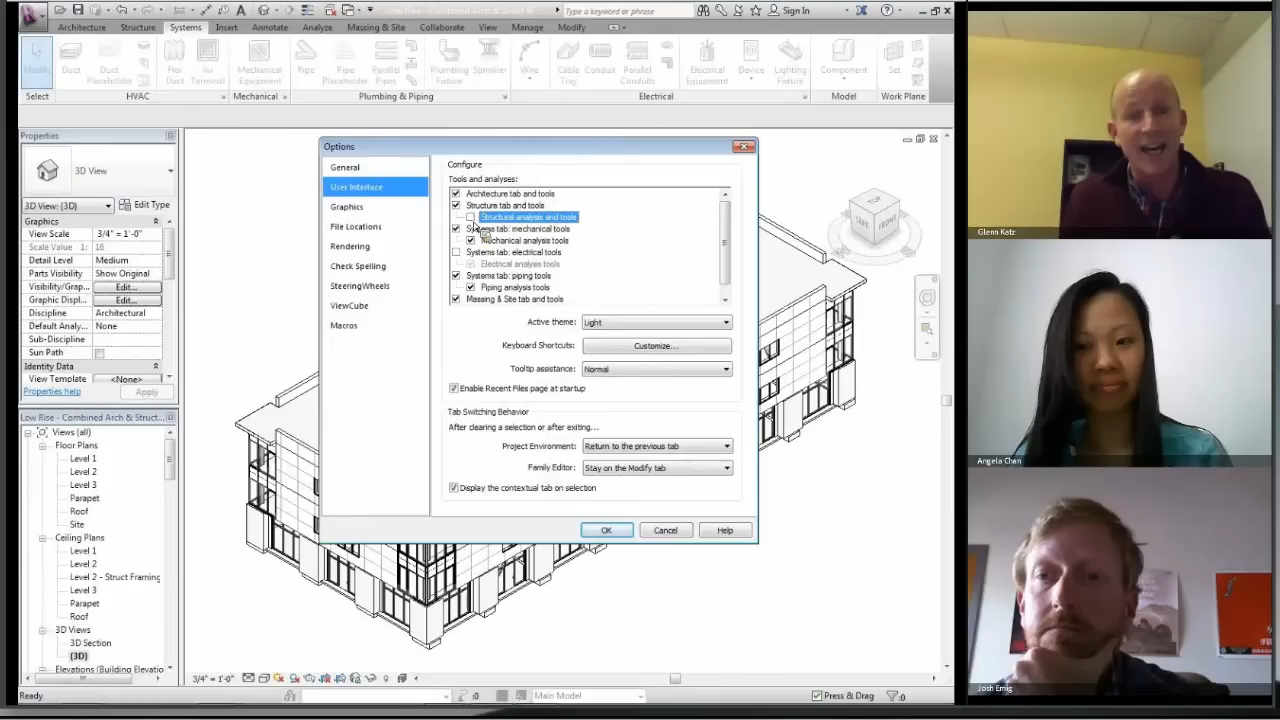 Low Rise - Combined Arch &
Type a keyword or phrase
Sign In
Architecture Structure Systems Insert Annotate Analyze Massing & Site Collaborate View Manage Modify
Modify Duct Duct Placeholder Flex Duct Air Terminal Mechanical Equipment Pipe Pipe Placeholder Parallel Pipes Plumbing Fixture Sprinkler Wire Cable Tray Conduit Parallel Conduits Electrical Equipment Device Lighting Fixture Component Set
Select HVAC Mechanical Plumbing & Piping Electrical Model Work Plane
Properties
3D View
3D View: {3D} Edit Type
Graphics
View Scale 3/4" = 1'-0"
Scale Value 1: 16
Detail Level Medium
Parts Visibility Show Original
Visibility/Grap... Edit...
Graphic Displ... Edit...
Discipline Architectural
Default Analy... None
Sub-Discipline
Sun Path
Identity Data
View Template <None>
Properties help Apply
Low Rise - Combined Arch & Struct...
Views (all)
Floor Plans
Level 1
Level 2
Level 3
Parapet
Roof
Site
Ceiling Plans
Level 1
Level 2
Level 2 - Struct Framing
Level 3
Parapet
Roof
3D Views
3D Section
{3D}
Elevations (Building Elevatio
Options
General
User Interface
Graphics
File Locations
Rendering
Check Spelling
SteeringWheels
ViewCube
Macros
Configure
Tools and analyses:
Architecture tab and tools
Structure tab and tools
Structural analysis and tools
Systems tab: mechanical tools
Mechanical analysis tools
Systems tab: electrical tools
Electrical analysis tools
Systems tab: piping tools
Piping analysis tools
Massing & Site tab and tools
Active theme: Light
Keyboard Shortcuts: Customize...
Tooltip assistance: Normal
Enable Recent Files page at startup
Tab Switching Behavior
After clearing a selection or after exiting...
Project Environment: Return to the previous tab
Family Editor: Stay on the Modify tab
Display the contextual tab on selection
OK Cancel Help
TOP
LEFT FRONT
3/4" = 1'-0"
Ready
:0
Main Model
Press & Drag
:0
Glenn Katz
Angela Chan
Josh Emig